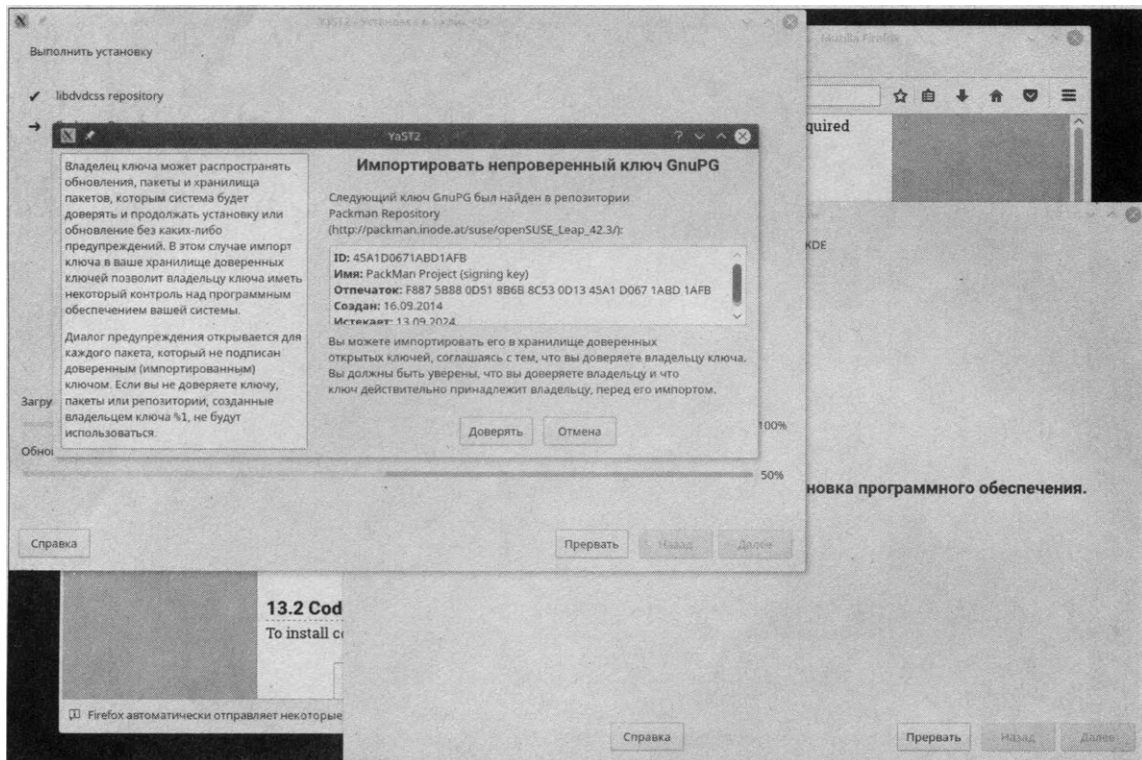 YaST2 - Установка в один клик
Mozilla Firefox
Выполнить установку
✔ libdvdcss repository
→
quired
YaST2
Владелец ключа может распространять
обновления, пакеты и хранилища
пакетов, которым система будет
доверять и продолжать установку или
обновление без каких-либо
предупреждений. В этом случае импорт
ключа в ваше хранилище доверенных
ключей позволит владельцу ключа иметь
некоторый контроль над программным
обеспечением вашей системы.
Диалог предупреждения открывается для
каждого пакета, который не подписан
доверенным (импортированным)
ключом. Если вы не доверяете ключу,
пакеты или репозитории, созданные
владельцем ключа %1, не будут
использоваться.
Импортировать непроверенный ключ GnuPG
Следующий ключ GnuPG был найден в репозитории
Packman Repository
(http://packman.inode.at/suse/openSUSE_Leap_42.3/):
ID: 45A1D0671ABD1AFB
Имя: PackMan Project (signing key)
Отпечаток: F887 5B88 0D51 8B6B 8C53 0D13 45A1 D067 1ABD 1AFB
Создан: 16.09.2014
Истекает: 13.09.2024
Вы можете импортировать его в хранилище доверенных
открытых ключей, соглашаясь с тем, что вы доверяете владельцу ключа.
Вы должны быть уверены, что вы доверяете владельцу и что
ключ действительно принадлежит владельцу, перед его импортом.
Доверять Отмена
KDE
Загру
100%
Обно
50%
новка программного обеспечения.
Справка Прервать Назад Далее
13.2 Cod
To install co
Firefox автоматически отправляет некоторые
Справка Прервать Назад Далее